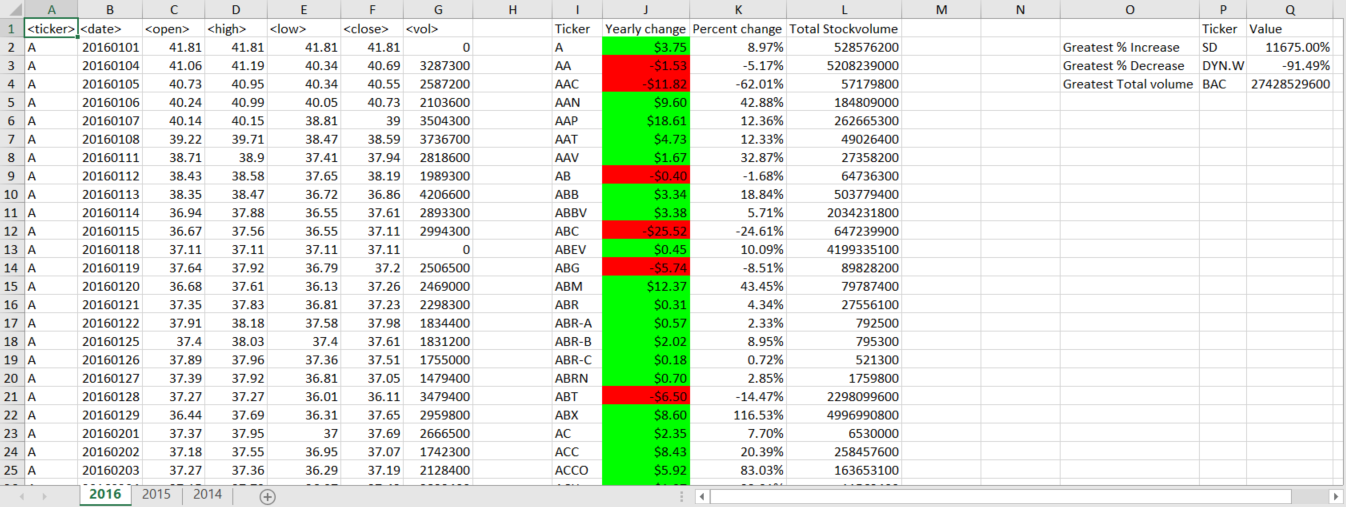 A B C D E F G H I J K L M N O P Q
1 <ticker> <date> <open> <high> <low> <close> <vol> Ticker Yearly change Percent change Total Stockvolume Ticker Value
2 A 20160101 41.81 41.81 41.81 41.81 0 A $3.75 8.97% 528576200 Greatest % Increase SD 11675.00%
3 A 20160104 41.06 41.19 40.34 40.69 3287300 AA -$1.53 -5.17% 5208239000 Greatest % Decrease DYN.W -91.49%
4 A 20160105 40.73 40.95 40.34 40.55 2587200 AAC -$11.82 -62.01% 57179800 Greatest Total volume BAC 27428529600
5 A 20160106 40.24 40.99 40.05 40.73 2103600 AAN $9.60 42.88% 184809000
6 A 20160107 40.14 40.15 38.81 39 3504300 AAP $18.61 12.36% 262665300
7 A 20160108 39.22 39.71 38.47 38.59 3736700 AAT $4.73 12.33% 49026400
8 A 20160111 38.71 38.9 37.41 37.94 2818600 AAV $1.67 32.87% 27358200
9 A 20160112 38.43 38.58 37.65 38.19 1989300 AB -$0.40 -1.68% 64736300
10 A 20160113 38.35 38.47 36.72 36.86 4206600 ABB $3.34 18.84% 503779400
11 A 20160114 36.94 37.88 36.55 37.61 2893300 ABBV $3.38 5.71% 2034231800
12 A 20160115 36.67 37.56 36.55 37.11 2994300 ABC -$25.52 -24.61% 647239900
13 A 20160118 37.11 37.11 37.11 37.11 0 ABEV $0.45 10.09% 4199335100
14 A 20160119 37.64 37.92 36.79 37.2 2506500 ABG -$5.74 -8.51% 89828200
15 A 20160120 36.68 37.61 36.13 37.26 2469000 ABM $12.37 43.45% 79787400
16 A 20160121 37.35 37.83 36.81 37.23 2298300 ABR $0.31 4.34% 27556100
17 A 20160122 37.91 38.18 37.58 37.98 1834400 ABR-A $0.57 2.33% 792500
18 A 20160125 37.4 38.03 37.4 37.61 1831200 ABR-B $2.02 8.95% 795300
19 A 20160126 37.89 37.96 37.36 37.51 1755000 ABR-C $0.18 0.72% 521300
20 A 20160127 37.39 37.92 36.81 37.05 1479400 ABRN $0.70 2.85% 1759800
21 A 20160128 37.27 37.27 36.01 36.11 3479400 ABT -$6.50 -14.47% 2298099600
22 A 20160129 36.44 37.69 36.31 37.65 2959800 ABX $8.60 116.53% 4996990800
23 A 20160201 37.37 37.95 37 37.69 2666500 AC $2.35 7.70% 6530000
24 A 20160202 37.18 37.55 36.95 37.07 1742300 ACC $8.43 20.39% 258457600
25 A 20160203 37.27 37.36 36.29 37.19 2128400 ACCO $5.92 83.03% 163653100
2016 2015 2014